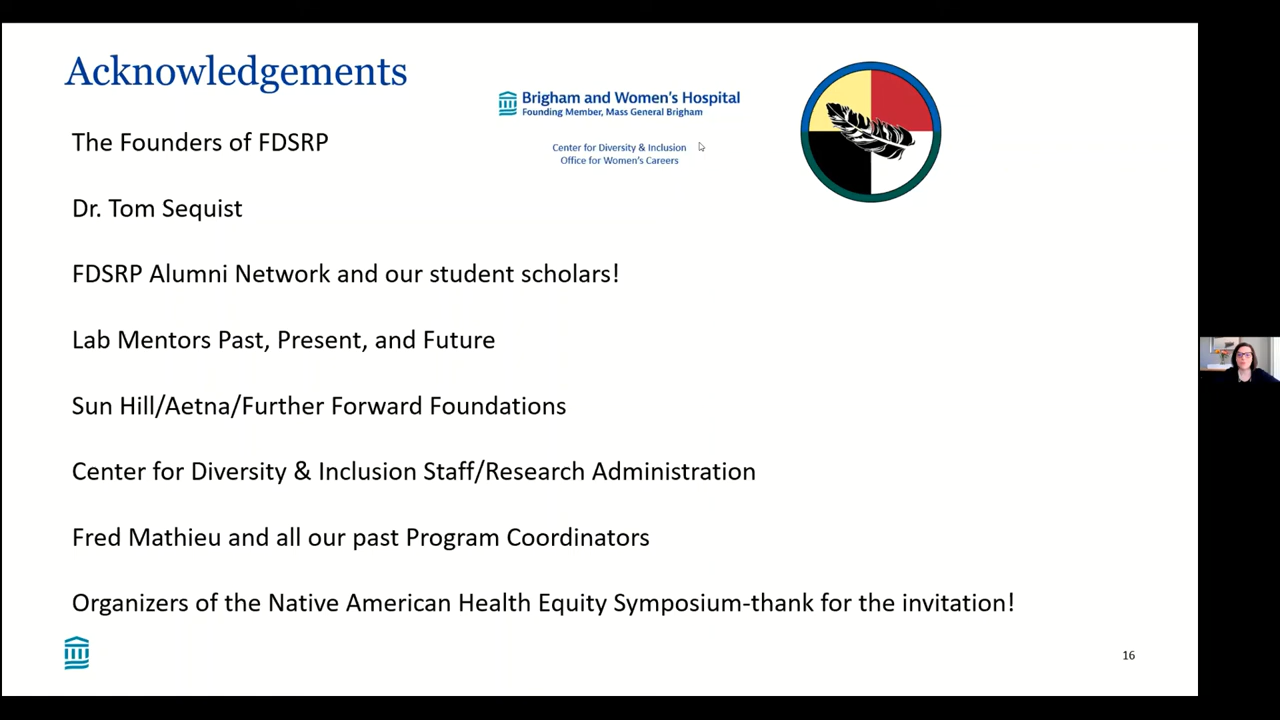 Acknowledgements
Brigham and Women's Hospital
Founding Member, Mass General Brigham
Center for Diversity & Inclusion
Office for Women's Careers
The Founders of FDSRP
Dr. Tom Sequist
FDSRP Alumni Network and our student scholars!
Lab Mentors Past, Present, and Future
Sun Hill/Aetna/Further Forward Foundations
Center for Diversity & Inclusion Staff/Research Administration
Fred Mathieu and all our past Program Coordinators
Organizers of the Native American Health Equity Symposium-thank for the invitation!
16